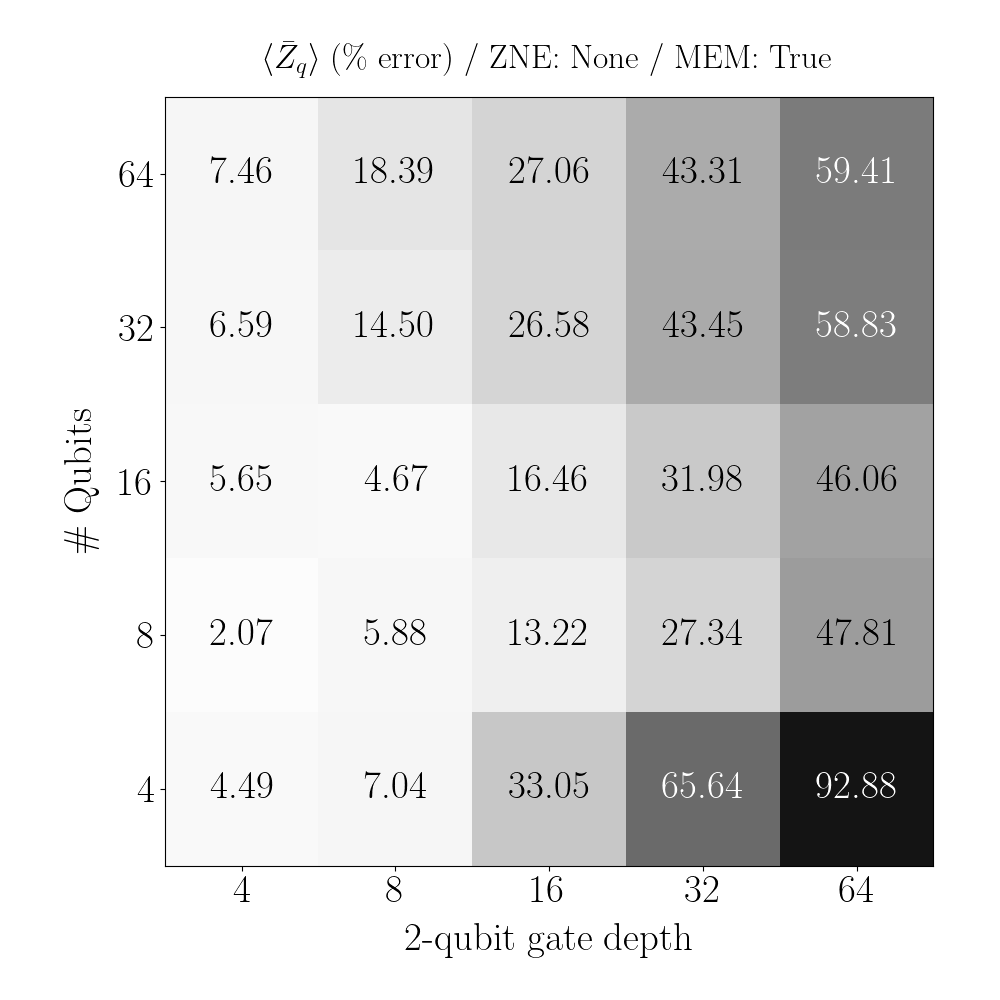 ⟨Z̄_q⟩ (% error) / ZNE: None / MEM: True
64 7.46 18.39 27.06 43.31 59.41
32 6.59 14.50 26.58 43.45 58.83
# Qubits
16 5.65 4.67 16.46 31.98 46.06
8 2.07 5.88 13.22 27.34 47.81
4 4.49 7.04 33.05 65.64 92.88
4 8 16 32 64
2-qubit gate depth